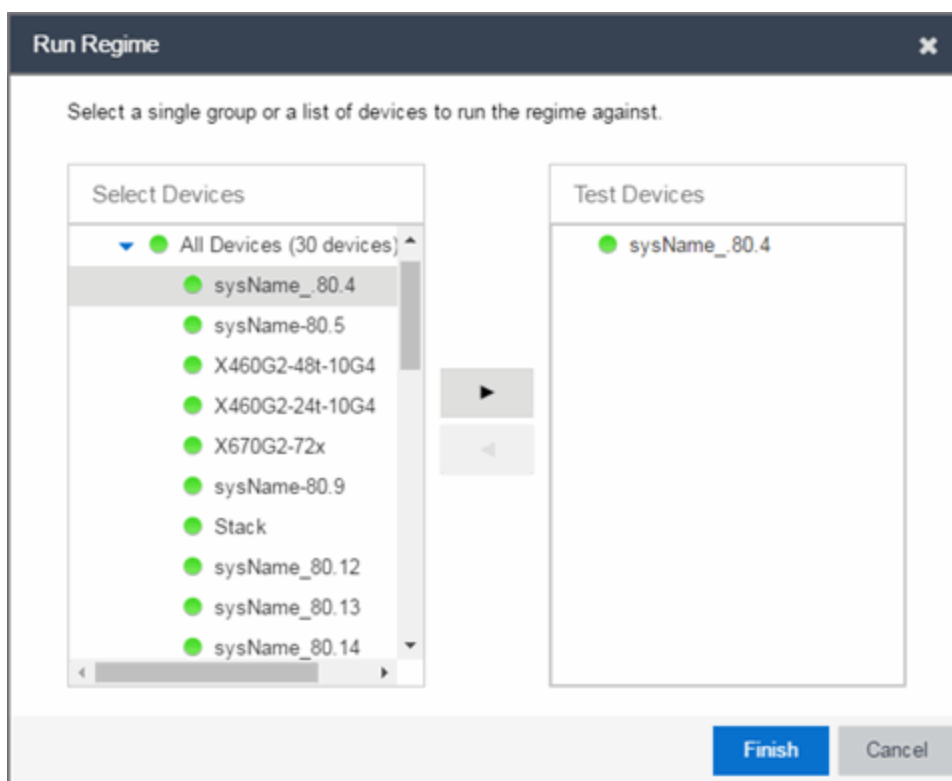 Run Regime
Select a single group or a list of devices to run the regime against.
Select Devices
All Devices (30 devices)
sysName_.80.4
sysName-80.5
X460G2-48t-10G4
X460G2-24t-10G4
X670G2-72x
sysName-80.9
Stack
sysName_80.12
sysName_80.13
sysName_80.14
Test Devices
sysName_.80.4
Finish
Cancel